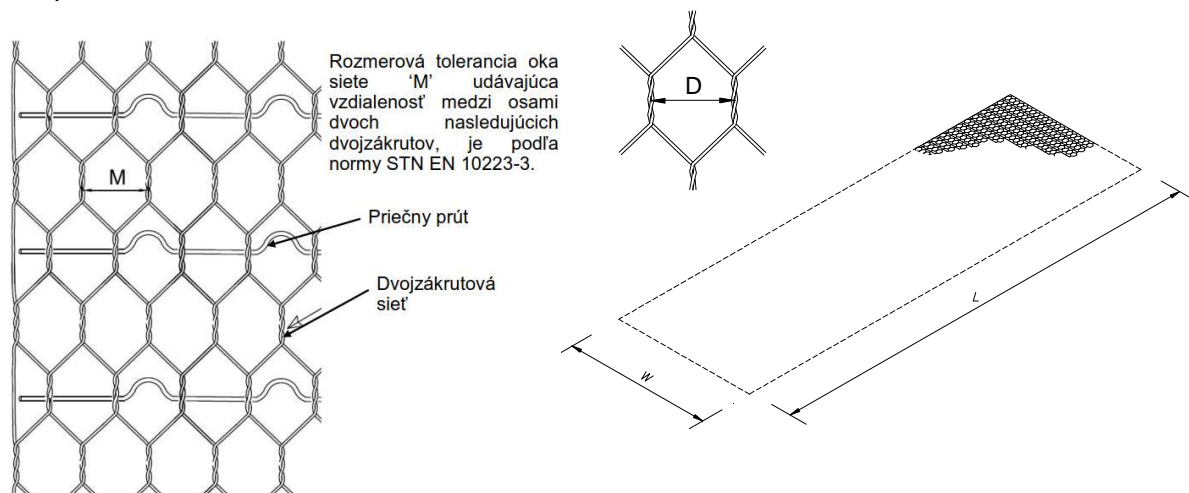 Rozmerová tolerancia oka
siete ‘M’ udávajúca
vzdialenosť medzi osami
dvoch nasledujúcich
dvojzákrutov, je podľa
normy STN EN 10223-3.
M
Priečny prút
Dvojzákrutová
sieť
D
L
W